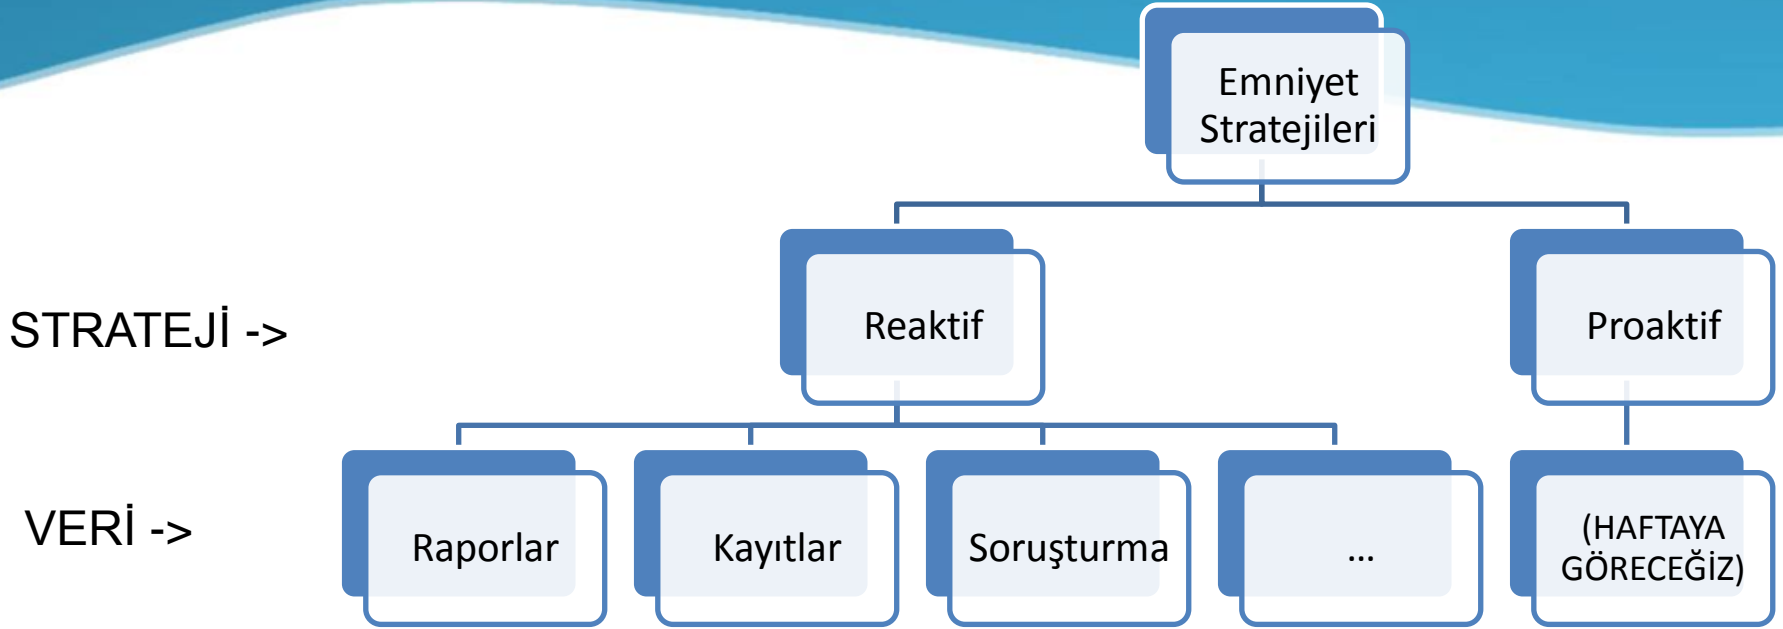 Emniyet
Stratejileri
STRATEJİ ->
Reaktif
Proaktif
VERİ ->
Raporlar
Kayıtlar
Soruşturma
...
(HAFTAYA
GÖRECEĞİZ)